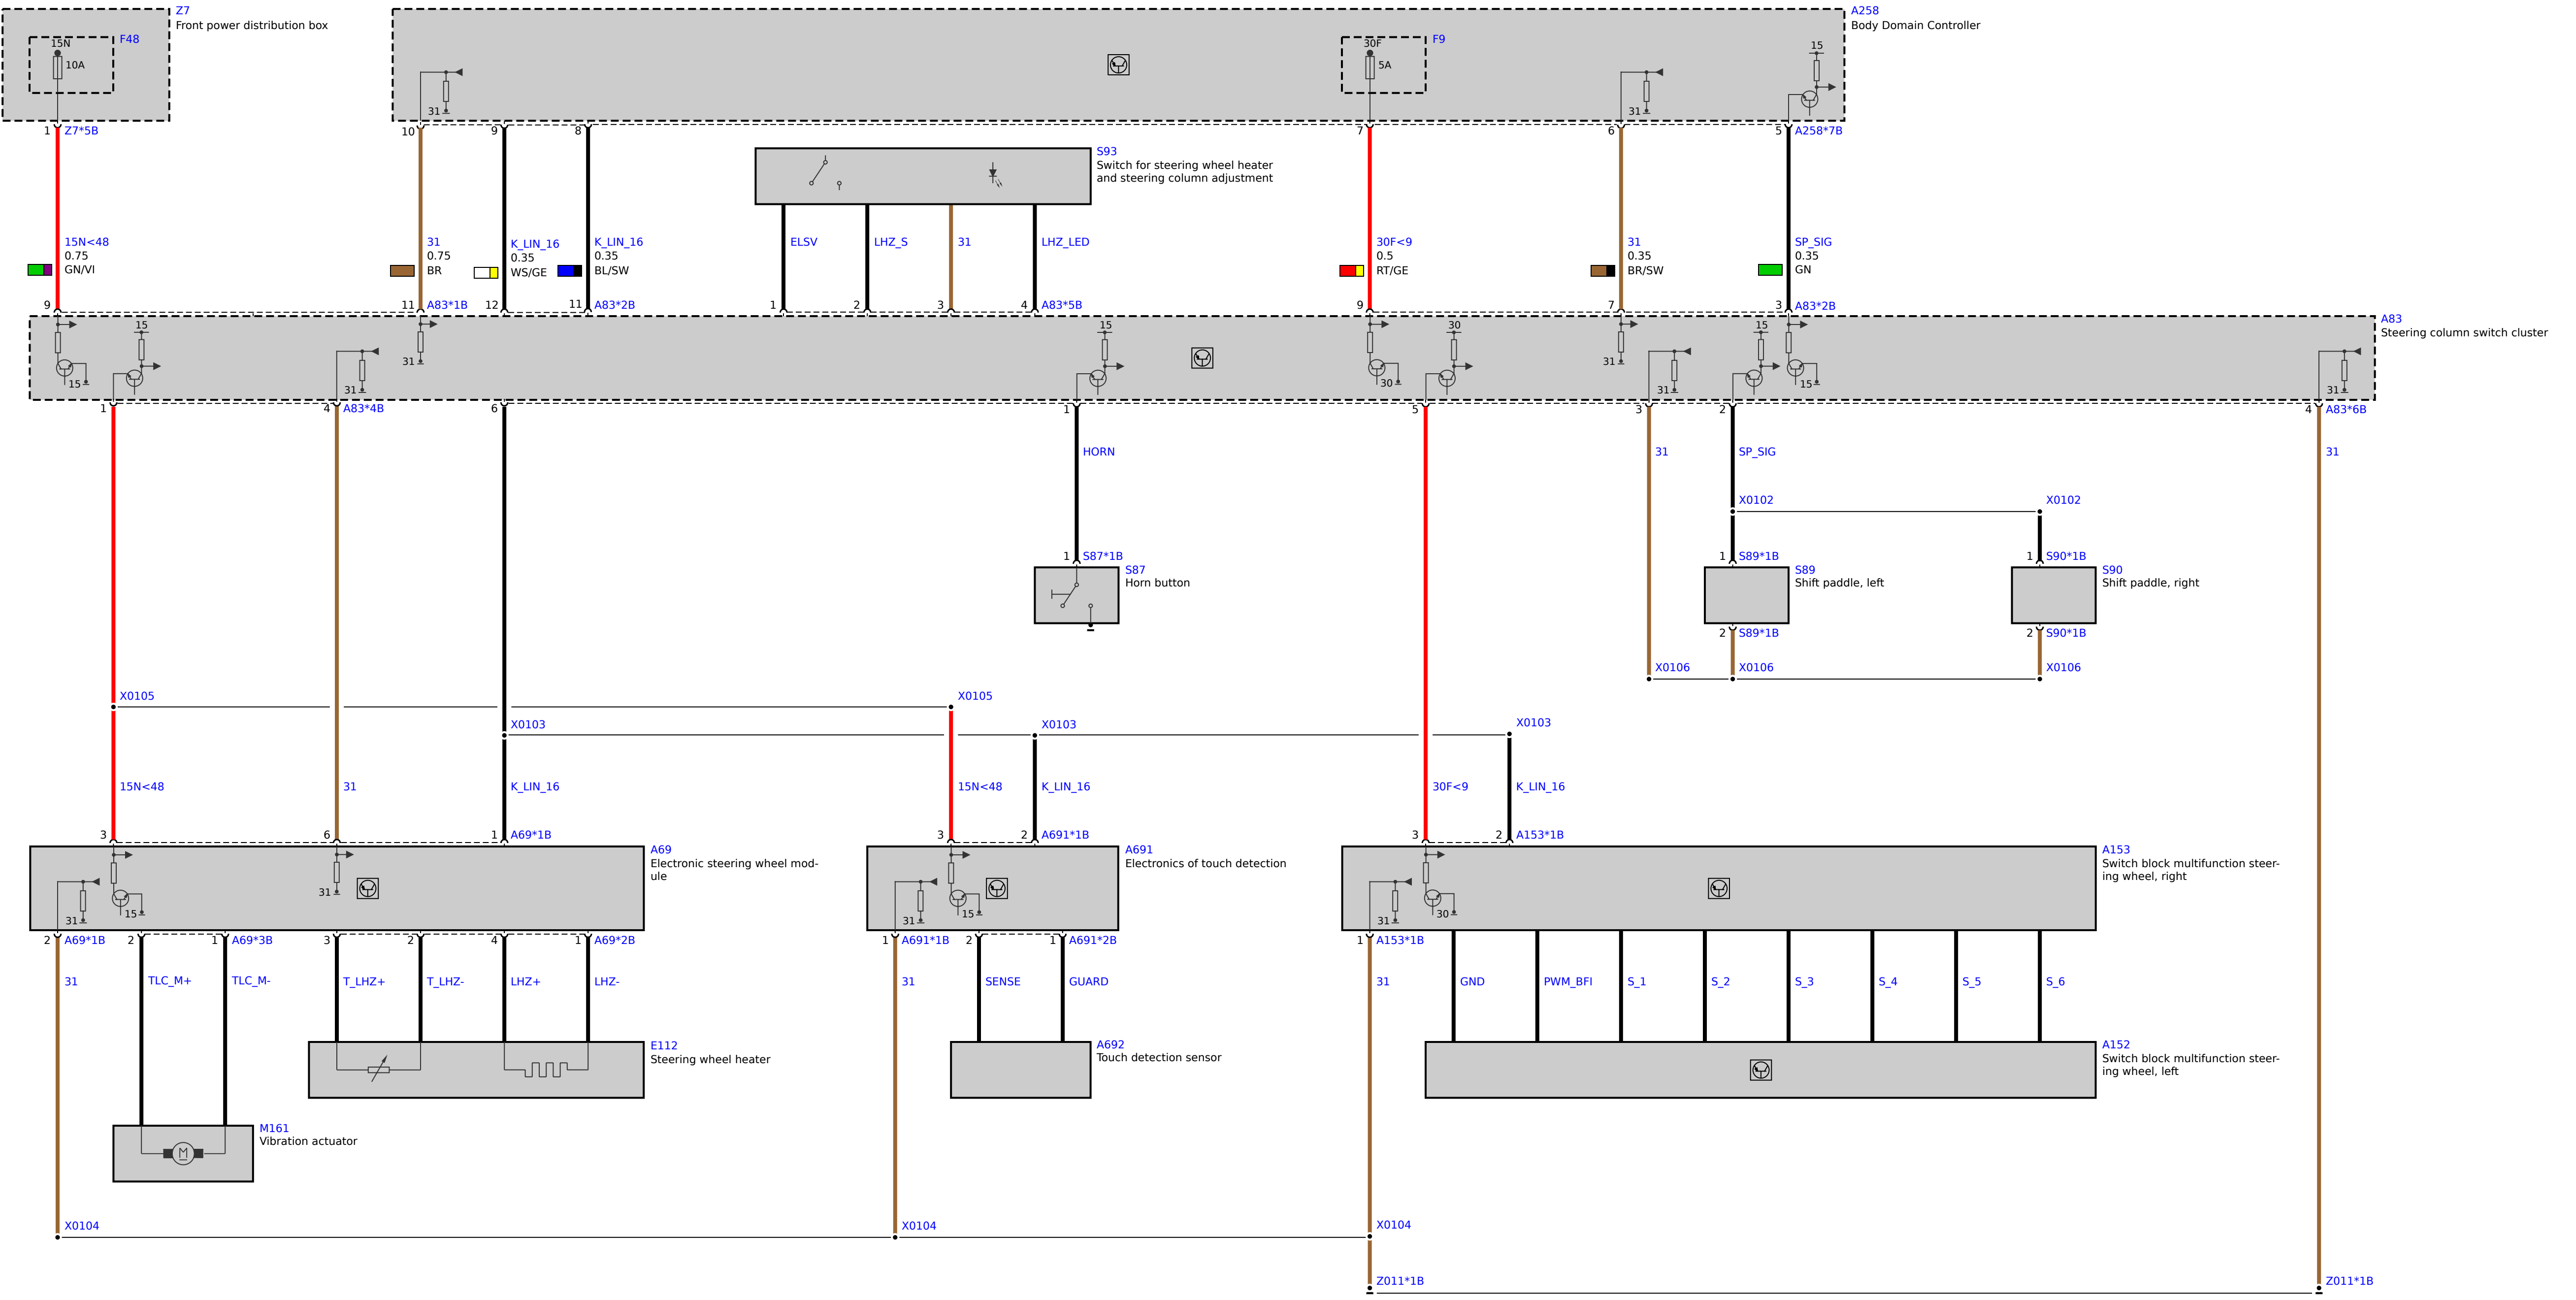 Z7
Front power distribution box
15N
F48
10A
1
Z7*5B
A258
Body Domain Controller
30F
F9
5A
15
31
31
10
9
8
7
6
5
A258*7B
S93
Switch for steering wheel heater
and steering column adjustment
15N<48
0.75
GN/VI
31
0.75
BR
K_LIN_16
0.35
WS/GE
K_LIN_16
0.35
BL/SW
ELSV
LHZ_S
31
LHZ_LED
30F<9
0.5
RT/GE
31
0.35
BR/SW
SP_SIG
0.35
GN
9
11
A83*1B
12
11
A83*2B
1
2
3
4
A83*5B
9
7
3
A83*2B
A83
Steering column switch cluster
15
15
31
31
15
30
30
31
31
15
15
31
1
4
A83*4B
6
1
5
3
2
4
A83*6B
HORN
31
SP_SIG
31
X0102
X0102
1
S87*1B
S87
Horn button
1
S89*1B
S89
Shift paddle, left
1
S90*1B
S90
Shift paddle, right
2
S89*1B
2
S90*1B
X0106
X0106
X0106
X0105
X0105
X0103
X0103
X0103
15N<48
31
K_LIN_16
15N<48
K_LIN_16
30F<9
K_LIN_16
3
6
1
A69*1B
3
2
A691*1B
3
2
A153*1B
A69
Electronic steering wheel mod-
ule
A691
Electronics of touch detection
A153
Switch block multifunction steer-
ing wheel, right
31
15
31
31
15
31
30
2
A69*1B
2
1
A69*3B
3
2
4
1
A69*2B
1
A691*1B
2
1
A691*2B
1
A153*1B
31
TLC_M+
TLC_M-
T_LHZ+
T_LHZ-
LHZ+
LHZ-
31
SENSE
GUARD
31
GND
PWM_BFI
S_1
S_2
S_3
S_4
S_5
S_6
E112
Steering wheel heater
A692
Touch detection sensor
A152
Switch block multifunction steer-
ing wheel, left
M
M161
Vibration actuator
X0104
X0104
X0104
Z011*1B
Z011*1B